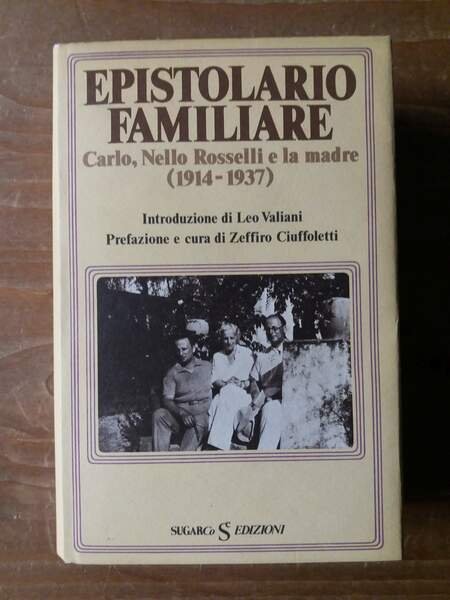 EPISTOLARIO
FAMILIARE
Carlo, Nello Rosselli e la madre
(1914-1937)
Introduzione di Leo Valiani
Prefazione e cura di Zeffiro Ciuffoletti
SUGARCo Sc EDIZIONI